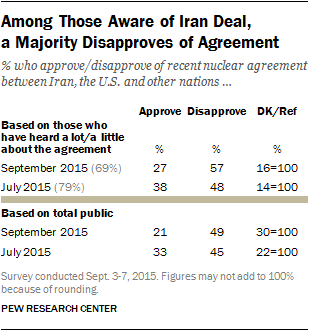 Among Those Aware of Iran Deal,
a Majority Disapproves of Agreement
% who approve/disapprove of recent nuclear agreement
between Iran, the U.S. and other nations ...
Approve Disapprove DK/Ref
Based on those who
have heard a lot/a little
about the agreement % % %
September 2015 (69%) 27 57 16=100
July 2015 (79%) 38 48 14=100
Based on total public
September 2015 21 49 30=100
July 2015 33 45 22=100
Survey conducted Sept. 3-7, 2015. Figures may not add to 100%
because of rounding.
PEW RESEARCH CENTER